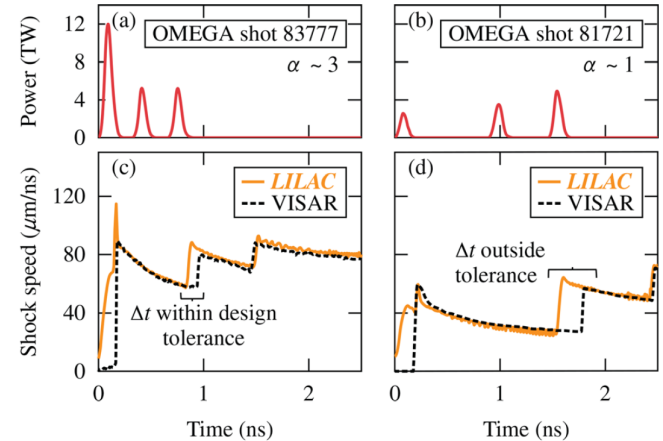 (a)
OMEGA shot 83777
α ~ 3
(b)
OMEGA shot 81721
α ~ 1
Power (TW)
12
8
4
0
(c)
LILAC
VISAR
Δt within design
tolerance
(d)
LILAC
VISAR
Δt outside
tolerance
Shock speed (μm/ns)
120
80
40
0
0 1 2
0 1 2
Time (ns)
Time (ns)